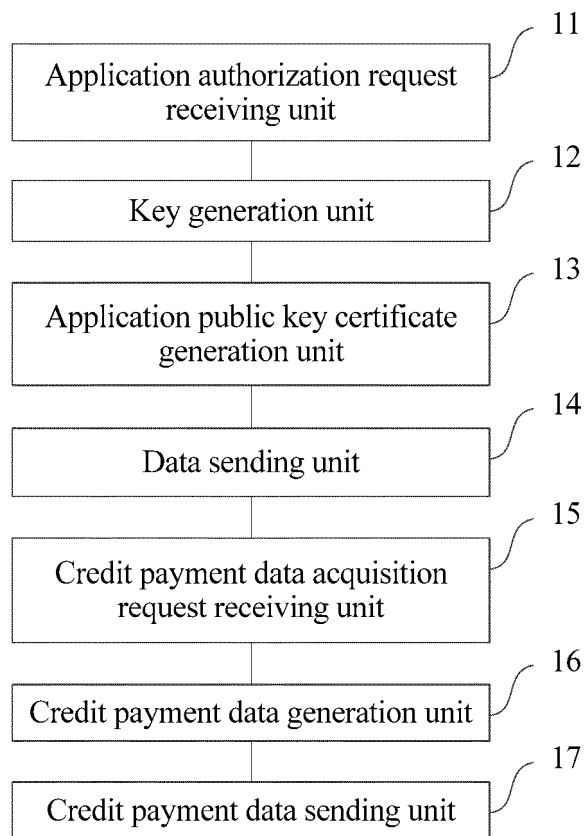 11
Application authorization request
receiving unit
12
Key generation unit
13
Application public key certificate
generation unit
14
Data sending unit
15
Credit payment data acquisition
request receiving unit
16
Credit payment data generation unit
17
Credit payment data sending unit